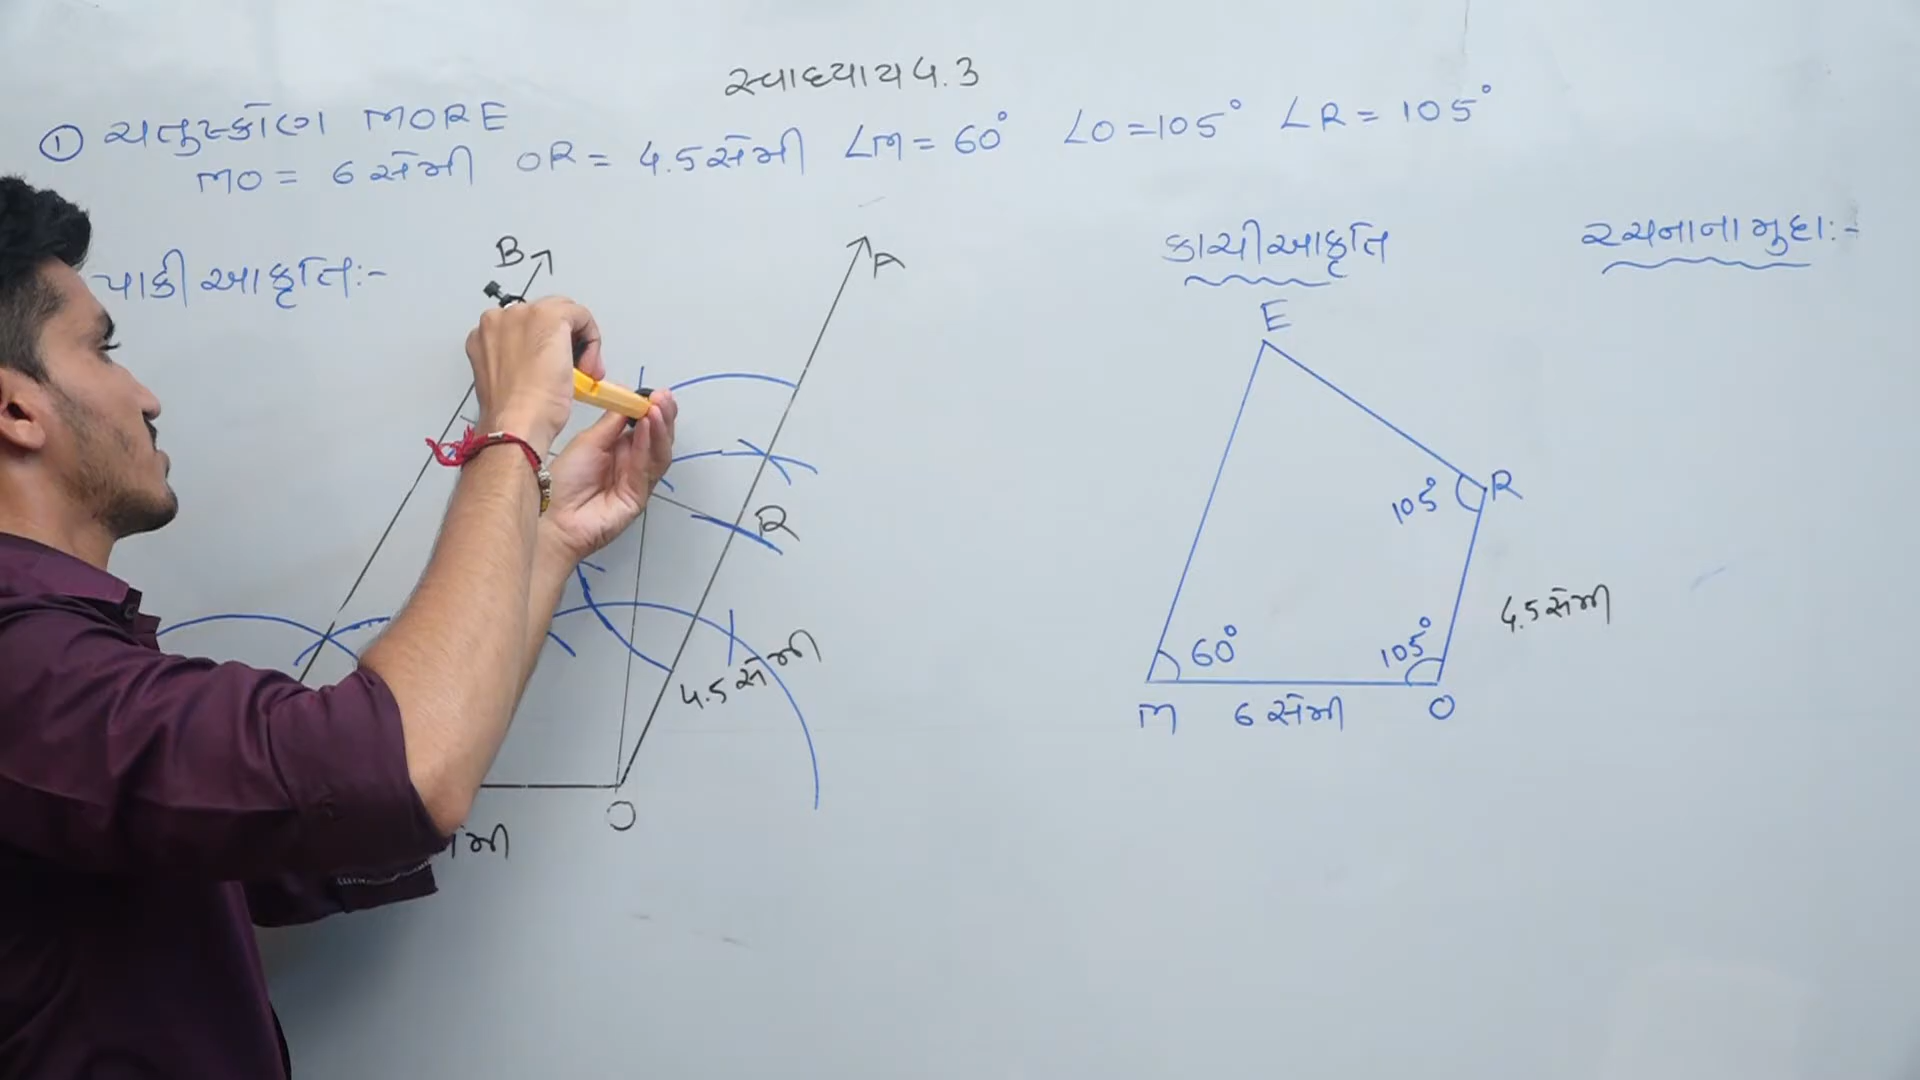 સ્વાધ્યાય 4.3
① ચતુષ્કોણ MORE
MO = 6 સેમી OR = 4.5 સેમી ∠M = 60° ∠O = 105° ∠R = 105°
પાકી આકૃતિ:-
કાચી આકૃતિ
રચનાના મુદ્દા:-
B
A
R
4.5 સેમી
O
મી
E
105° R
4.5 સેમી
60° 105°
M 6 સેમી O